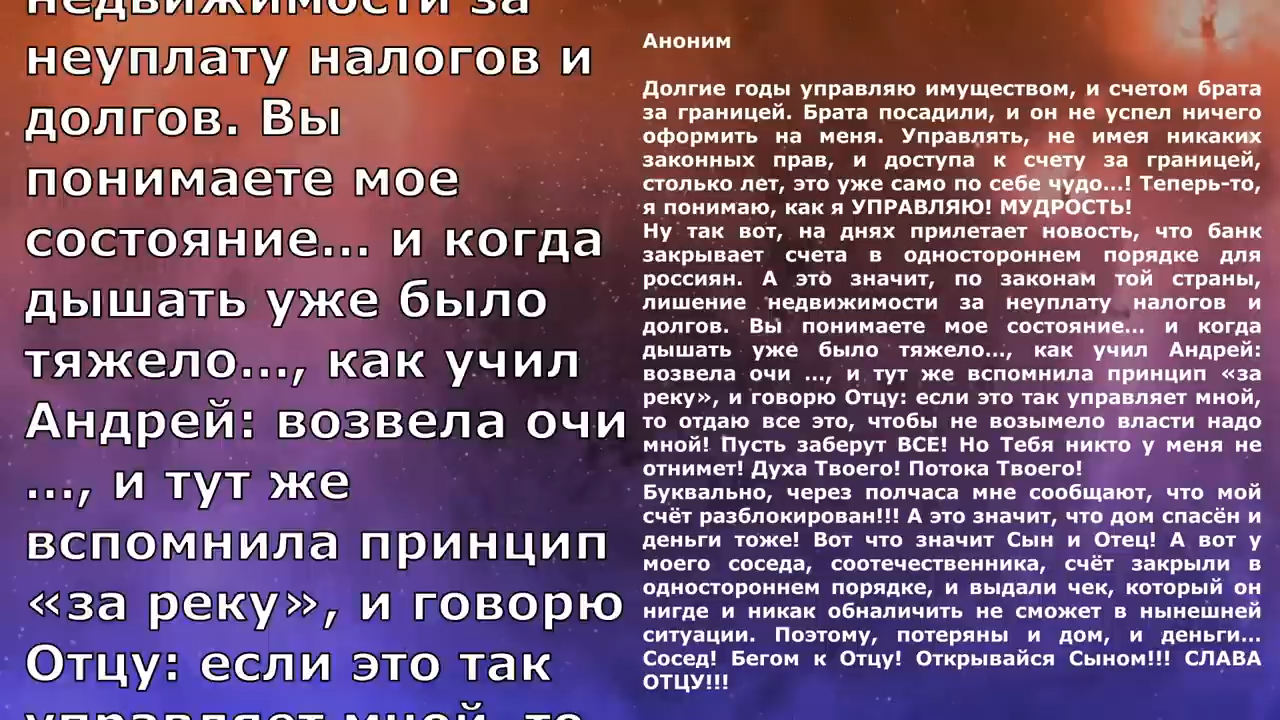 недвижимости за
неуплату налогов и
долгов. Вы
понимаете мое
состояние... и когда
дышать уже было
тяжело..., как учил
Андрей: возвела очи
..., и тут же
вспомнила принцип
«за реку», и говорю
Отцу: если это так
управляет мной, то
Аноним
Долгие годы управляю имуществом, и счетом брата
за границей. Брата посадили, и он не успел ничего
оформить на меня. Управлять, не имея никаких
законных прав, и доступа к счету за границей,
столько лет, это уже само по себе чудо...! Теперь-то,
я понимаю, как я УПРАВЛЯЮ! МУДРОСТЬ!
Ну так вот, на днях прилетает новость, что банк
закрывает счета в одностороннем порядке для
россиян. А это значит, по законам той страны,
лишение недвижимости за неуплату налогов и
долгов. Вы понимаете мое состояние... и когда
дышать уже было тяжело..., как учил Андрей:
возвела очи ..., и тут же вспомнила принцип «за
реку», и говорю Отцу: если это так управляет мной,
то отдаю все это, чтобы не возымело власти надо
мной! Пусть заберут ВСЕ! Но Тебя никто у меня не
отнимет! Духа Твоего! Потока Твоего!
Буквально, через полчаса мне сообщают, что мой
счёт разблокирован!!! А это значит, что дом спасён и
деньги тоже! Вот что значит Сын и Отец! А вот у
моего соседа, соотечественника, счёт закрыли в
одностороннем порядке, и выдали чек, который он
нигде и никак обналичить не сможет в нынешней
ситуации. Поэтому, потеряны и дом, и деньги...
Сосед! Бегом к Отцу! Открывайся Сыном!!! СЛАВА
ОТЦУ!!!